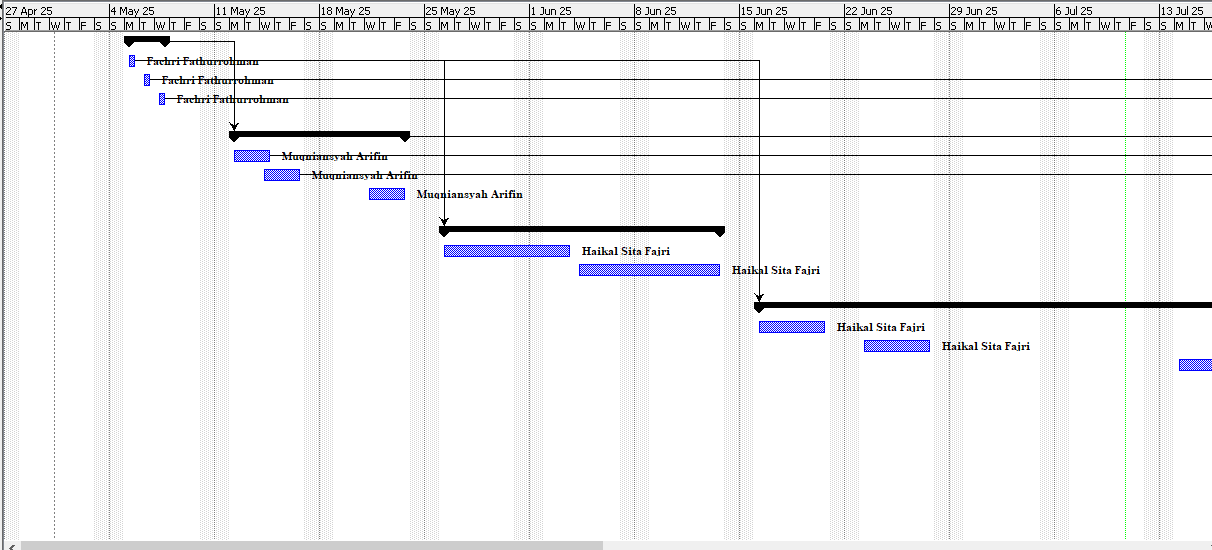 27 Apr 25 4 May 25 11 May 25 18 May 25 25 May 25 1 Jun 25 8 Jun 25 15 Jun 25 22 Jun 25 29 Jun 25 6 Jul 25 13 Jul 25
S M T W T F S S M T W T F S S M T W T F S S M T W T F S S M T W T F S S M T W T F S S M T W T F S S M T W T F S S M T W T F S S M T W T F S S M T W T F S S M T W
Fachri Fathurrohman
Fachri Fathurrohman
Fachri Fathurrohman
Muqniansyah Arifin
Muqniansyah Arifin
Muqniansyah Arifin
Haikal Sita Fajri
Haikal Sita Fajri
Haikal Sita Fajri
Haikal Sita Fajri